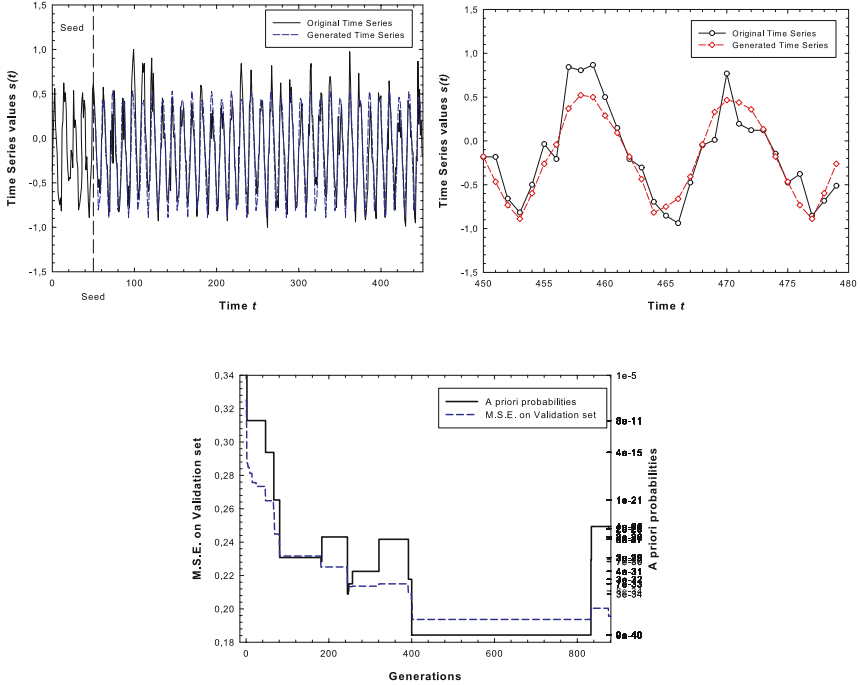 Original Time Series
Generated Time Series
Seed
1,5
1,0
0,5
0,0
-0,5
-1,0
-1,5
Time Series values s(t)
0
100
200
300
400
Seed
Time t
Original Time Series
Generated Time Series
1,5
1,0
0,5
0,0
-0,5
-1,0
-1,5
Time Series values s(t)
450
455
460
465
470
475
480
Time t
A priori probabilities
M.S.E. on Validation set
0,34
0,32
0,30
0,28
0,26
0,24
0,22
0,20
0,18
M.S.E. on Validation set
1e-5
4e-15
1e-21
4e-31
3e-34
A priori probabilities
0
200
400
600
800
Generations